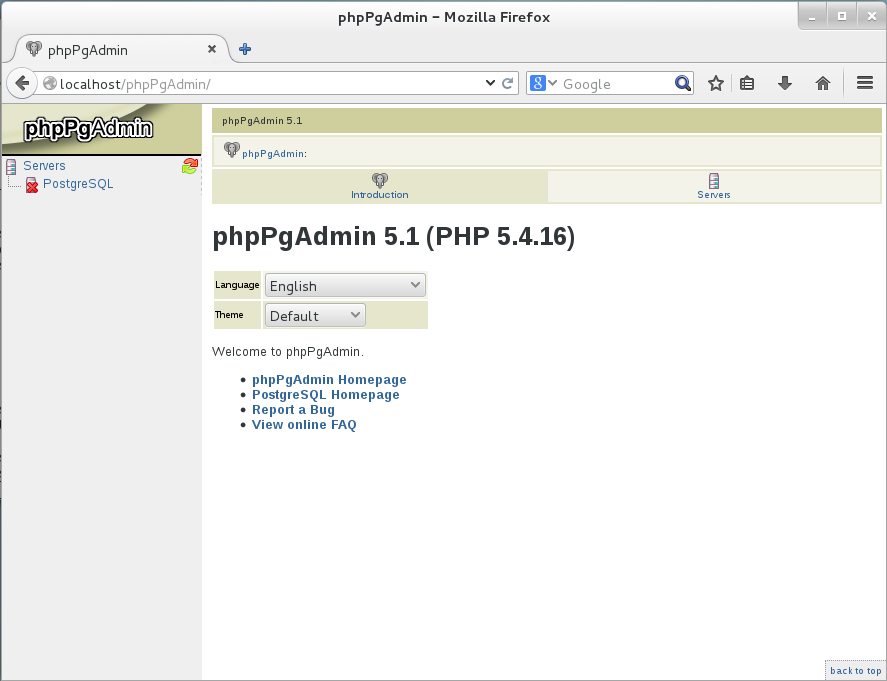 phpPgAdmin - Mozilla Firefox
phpPgAdmin
localhost/phpPgAdmin/
8 Google
phpPgAdmin
Servers
PostgreSQL
phpPgAdmin 5.1
phpPgAdmin:
Introduction
Servers
phpPgAdmin 5.1 (PHP 5.4.16)
Language English
Theme Default
Welcome to phpPgAdmin.
• phpPgAdmin Homepage
• PostgreSQL Homepage
• Report a Bug
• View online FAQ
back to top